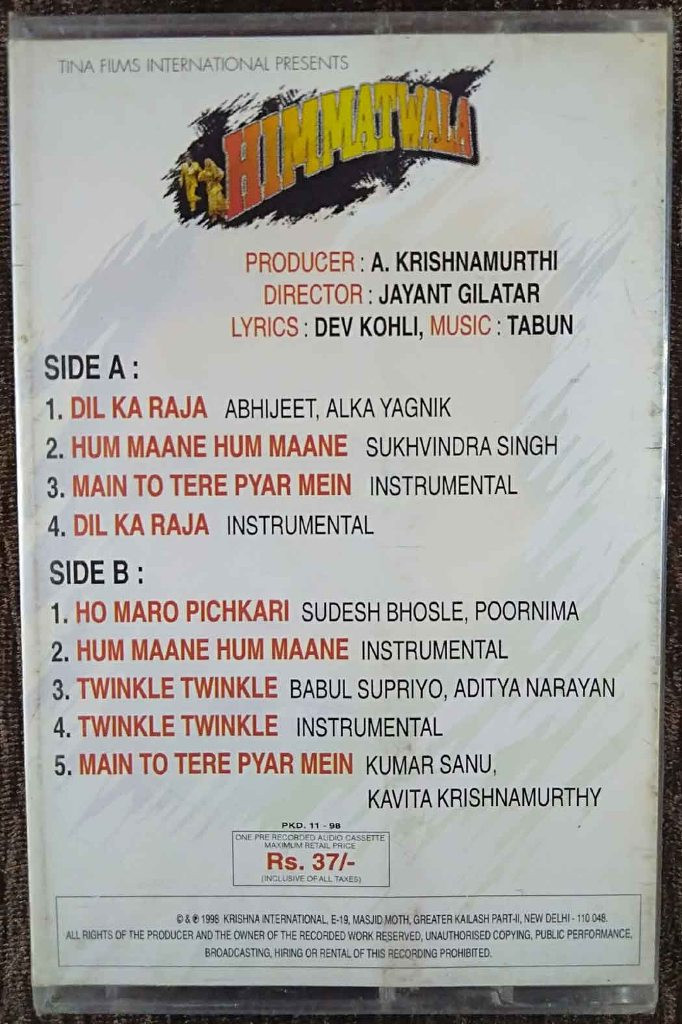 TINA FILMS INTERNATIONAL PRESENTS
HIMMATWALA
PRODUCER : A. KRISHNAMURTHI
DIRECTOR : JAYANT GILATAR
LYRICS : DEV KOHLI, MUSIC : TABUN
SIDE A :
1. DIL KA RAJA ABHIJEET, ALKA YAGNIK
2. HUM MAANE HUM MAANE SUKHVINDRA SINGH
3. MAIN TO TERE PYAR MEIN INSTRUMENTAL
4. DIL KA RAJA INSTRUMENTAL
SIDE B :
1. HO MARO PICHKARI SUDESH BHOSLE, POORNIMA
2. HUM MAANE HUM MAANE INSTRUMENTAL
3. TWINKLE TWINKLE BABUL SUPRIYO, ADITYA NARAYAN
4. TWINKLE TWINKLE INSTRUMENTAL
5. MAIN TO TERE PYAR MEIN KUMAR SANU,
KAVITA KRISHNAMURTHY
PKD. 11 - 98
ONE PRE RECORDED AUDIO CASSETTE
MAXIMUM RETAIL PRICE
Rs. 37/-
(INCLUSIVE OF ALL TAXES)
© & ℗ 1998 KRISHNA INTERNATIONAL, E-19, MASJID MOTH, GREATER KAILASH PART-II, NEW DELHI - 110 048.
ALL RIGHTS OF THE PRODUCER AND THE OWNER OF THE RECORDED WORK RESERVED, UNAUTHORISED COPYING, PUBLIC PERFORMANCE,
BROADCASTING, HIRING OR RENTAL OF THIS RECORDING PROHIBITED.